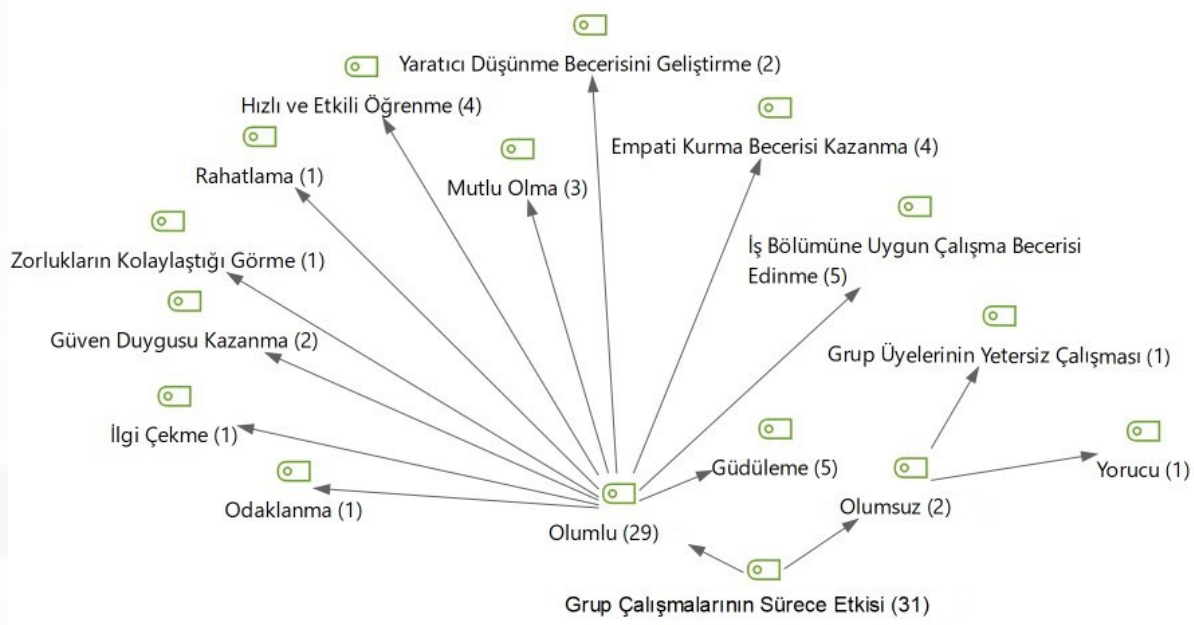 Yaratıcı Düşünme Becerisini Geliştirme (2)
Hızlı ve Etkili Öğrenme (4)
Empati Kurma Becerisi Kazanma (4)
Rahatlama (1)
Mutlu Olma (3)
Zorlukların Kolaylaştığı Görme (1)
İş Bölümüne Uygun Çalışma Becerisi
Edinme (5)
Güven Duygusu Kazanma (2)
Grup Üyelerinin Yetersiz Çalışması (1)
İlgi Çekme (1)
Güdüleme (5)
Yorucu (1)
Odaklanma (1)
Olumsuz (2)
Olumlu (29)
Grup Çalışmalarının Sürece Etkisi (31)